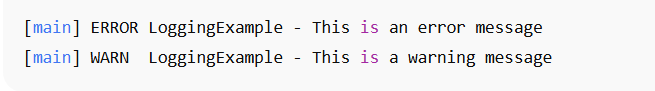 [main] ERROR LoggingExample - This is an error message
[main] WARN  LoggingExample - This is a warning message